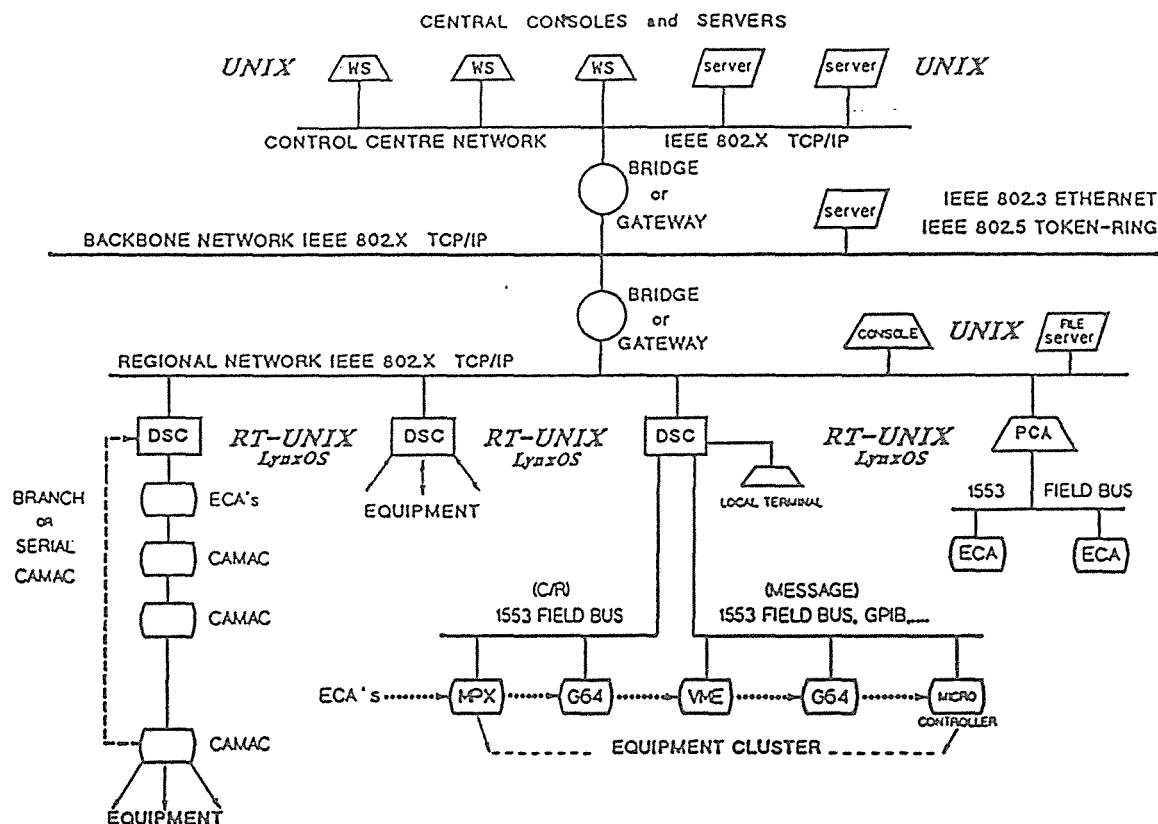 CENTRAL CONSOLES and SERVERS
UNIX
WS
WS
WS
server
server
UNIX
CONTROL CENTRE NETWORK
IEEE 802.X TCP/IP
BRIDGE
or
GATEWAY
server
IEEE 802.3 ETHERNET
IEEE 802.5 TOKEN-RING
BACKBONE NETWORK IEEE 802.X TCP/IP
BRIDGE
or
GATEWAY
CONSOLE
UNIX
FILE
server
REGIONAL NETWORK IEEE 802.X TCP/IP
DSC
RT-UNIX
LynxOS
DSC
RT-UNIX
LynxOS
DSC
RT-UNIX
LynxOS
PCA
LOCAL TERMINAL
BRANCH
OR
SERIAL
CAMAC
ECA's
CAMAC
CAMAC
CAMAC
EQUIPMENT
EQUIPMENT
1553 FIELD BUS
ECA
ECA
(C/R)
1553 FIELD BUS
(MESSAGE)
1553 FIELD BUS, GPIB,....
ECA's
MPX
G64
VME
G64
MICRO
CONTROLLER
EQUIPMENT CLUSTER